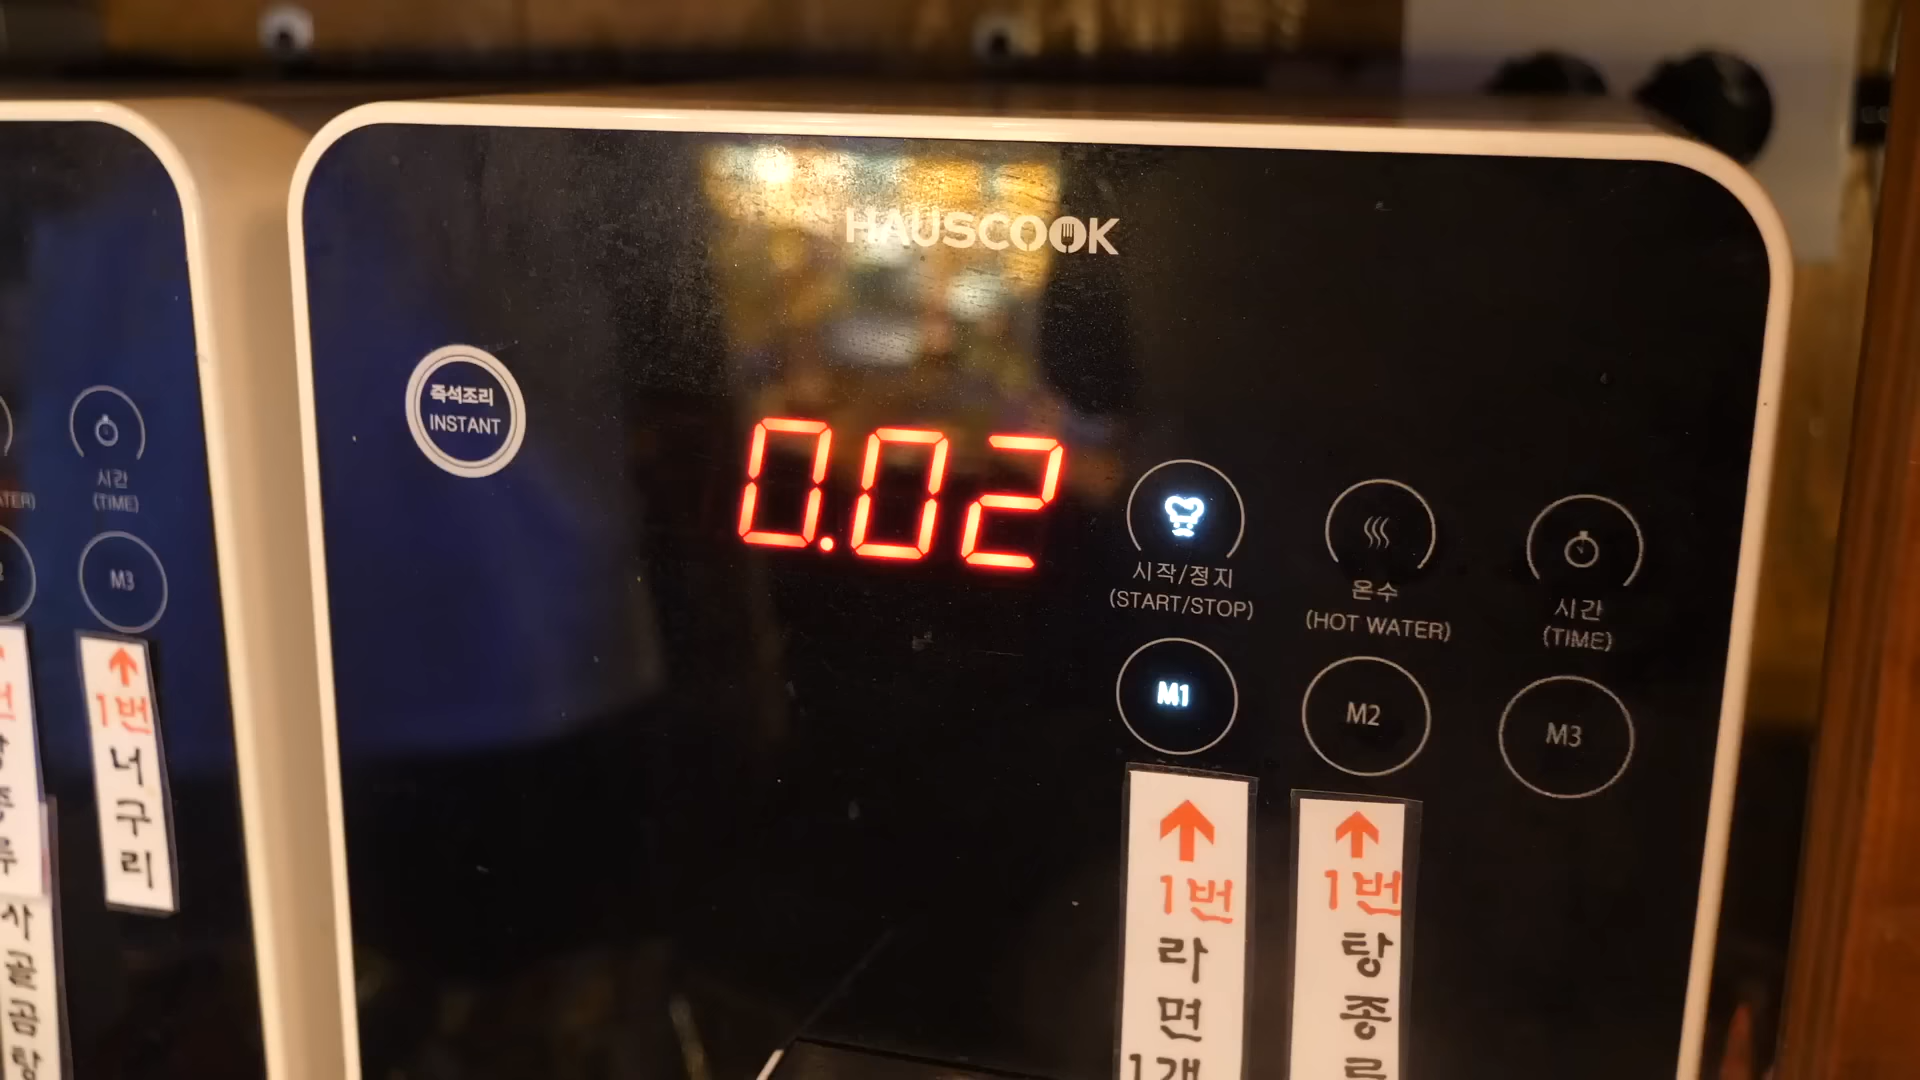 HAUSCOOK
즉석조리
INSTANT
0.02
시작/정지
(START/STOP)
온수
(HOT WATER)
시간
(TIME)
M1
M2
M3
1번
라면
1개
1번
탕종류
시간
(TIME)
M3
1번
너구리
사골곰탕